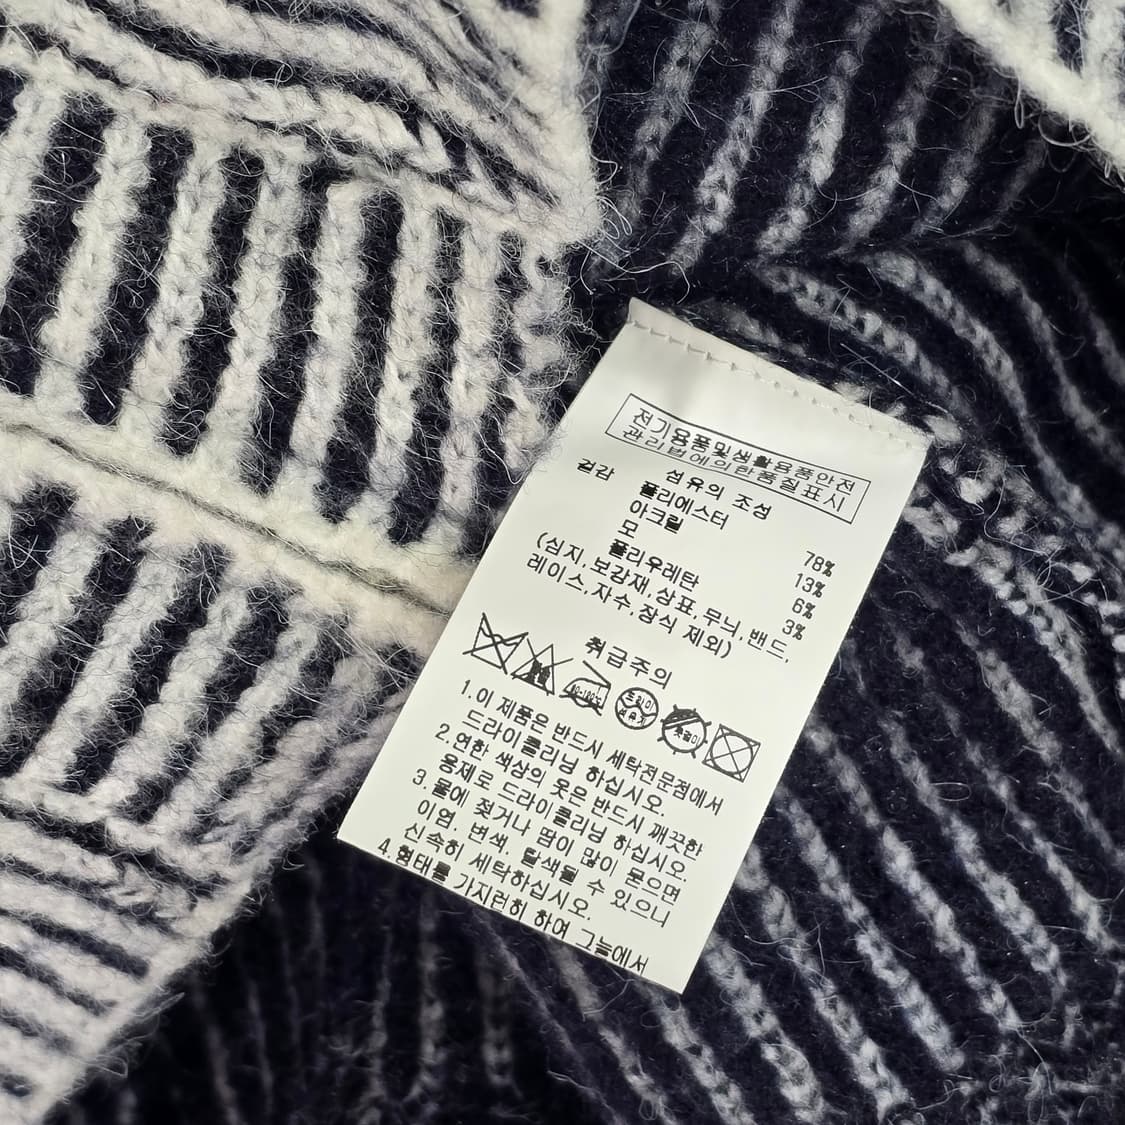 전기용품및생활용품안전
관리법에의한품질표시
섬유의 조성
겉감 폴리에스터 78%
아크릴 13%
모 6%
폴리우레탄 3%
(심지,보강재,상표,무늬,밴드,
레이스,자수,장식 제외)
취급주의
드라이
1.이 제품은 반드시 세탁전문점에서
드라이클리닝 하십시오.
2.연한 색상의 옷은 반드시 깨끗한
용제로 드라이클리닝 하십시오.
3.물에 젖거나 땀이 많이 묻으면
이염, 변색, 탈색될 수 있으니
신속히 세탁하십시오.
4.형태를 가지런히 하여 그늘에서